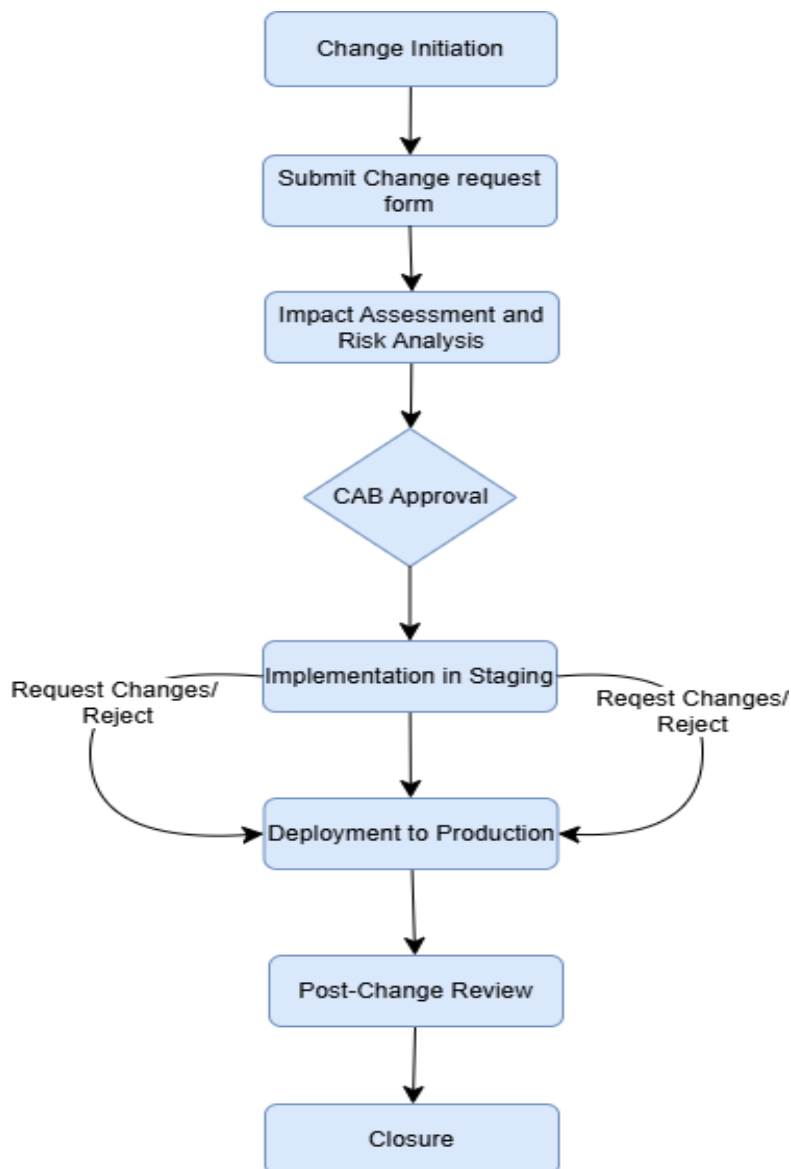 Change Initiation
Submit Change request
form
Impact Assessment and
Risk Analysis
CAB Approval
Implementation in Staging
Request Changes/
Reject
Reqest Changes/
Reject
Deployment to Production
Post-Change Review
Closure